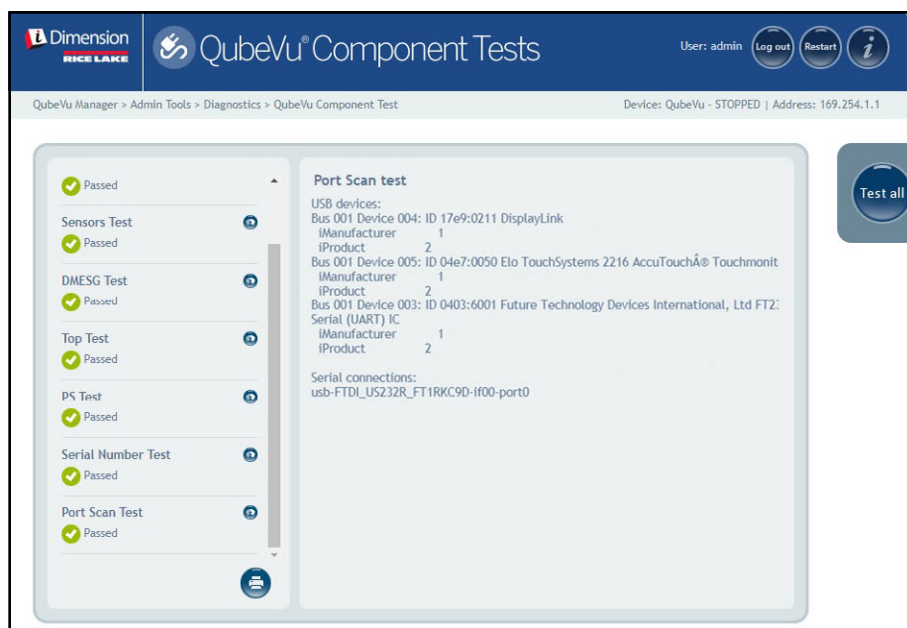 iDimension
RICE LAKE
QubeVu® Component Tests
User: admin
Log out
Restart
i
QubeVu Manager > Admin Tools > Diagnostics > QubeVu Component Test
Device: QubeVu - STOPPED | Address: 169.254.1.1
Passed
Sensors Test
Passed
DMESG Test
Passed
Top Test
Passed
PS Test
Passed
Serial Number Test
Passed
Port Scan Test
Passed
Port Scan test
USB devices:
Bus 001 Device 004: ID 17e9:0211 DisplayLink
iManufacturer 1
iProduct 2
Bus 001 Device 005: ID 04e7:0050 Elo TouchSystems 2216 AccuTouchÂ® Touchmonit
iManufacturer 1
iProduct 2
Bus 001 Device 003: ID 0403:6001 Future Technology Devices International, Ltd FT2
Serial (UART) IC
iManufacturer 1
iProduct 2
Serial connections:
usb-FTDI_US232R_FT1RKC9D-if00-port0
Test all